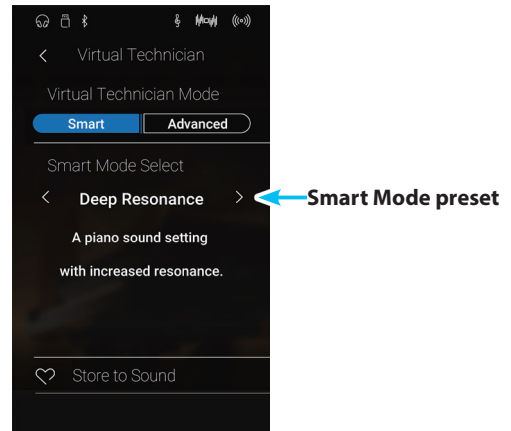 Virtual Technician
Virtual Technician Mode
Smart Advanced
Smart Mode Select
Deep Resonance
Smart Mode preset
A piano sound setting
with increased resonance.
Store to Sound